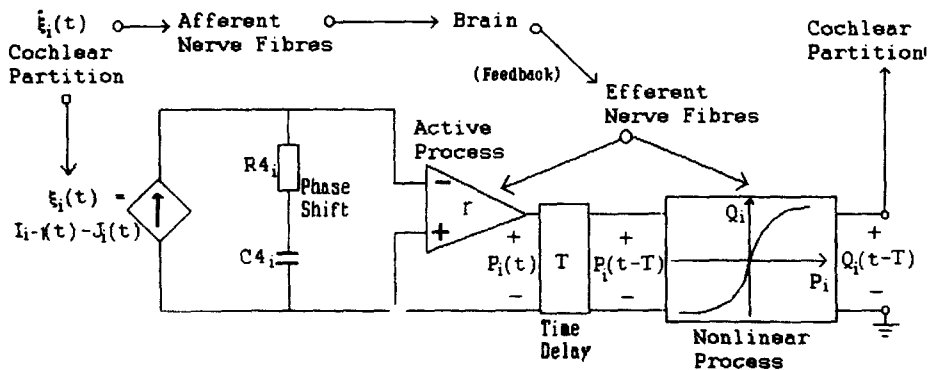 ξ̇ᵢ(t)
Afferent
Nerve Fibres
Brain
Cochlear
Partition
Cochlear
Partition
(Feedback)
Efferent
Nerve Fibres
Active
Process
R4ᵢ
Phase
Shift
ξᵢ(t) =
Iᵢ₋₁(t)-Jᵢ(t)
C4ᵢ
-
r
+
+
Pᵢ(t)
-
T
+
Pᵢ(t-T)
-
Qᵢ
Pᵢ
+
Qᵢ(t-T)
-
Time
Delay
Nonlinear
Process